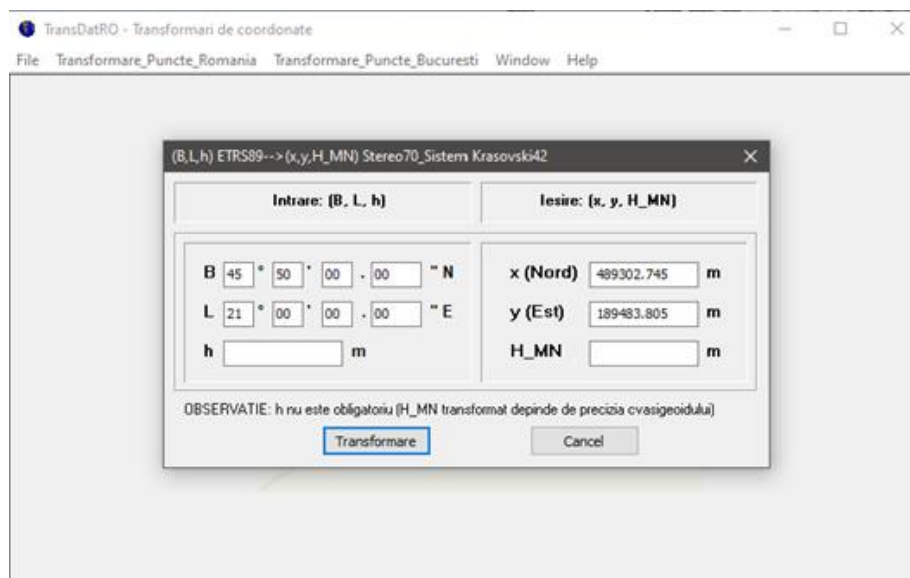 TransDatRO - Transformari de coordonate
File Transformare_Puncte_Romania Transformare_Puncte_Bucuresti Window Help
(B,L,h) ETRS89-->(x,y,H_MN) Stereo70_Sistem Krasovski42
Intrare: (B, L, h) Iesire: (x, y, H_MN)
B 45 ° 50 ' 00 . 00 " N x (Nord) 489302.745 m
L 21 ° 00 ' 00 . 00 " E y (Est) 189483.805 m
h m H_MN m
OBSERVATIE: h nu este obligatoriu (H_MN transformat depinde de precizia cvasigeoidului)
Transformare Cancel